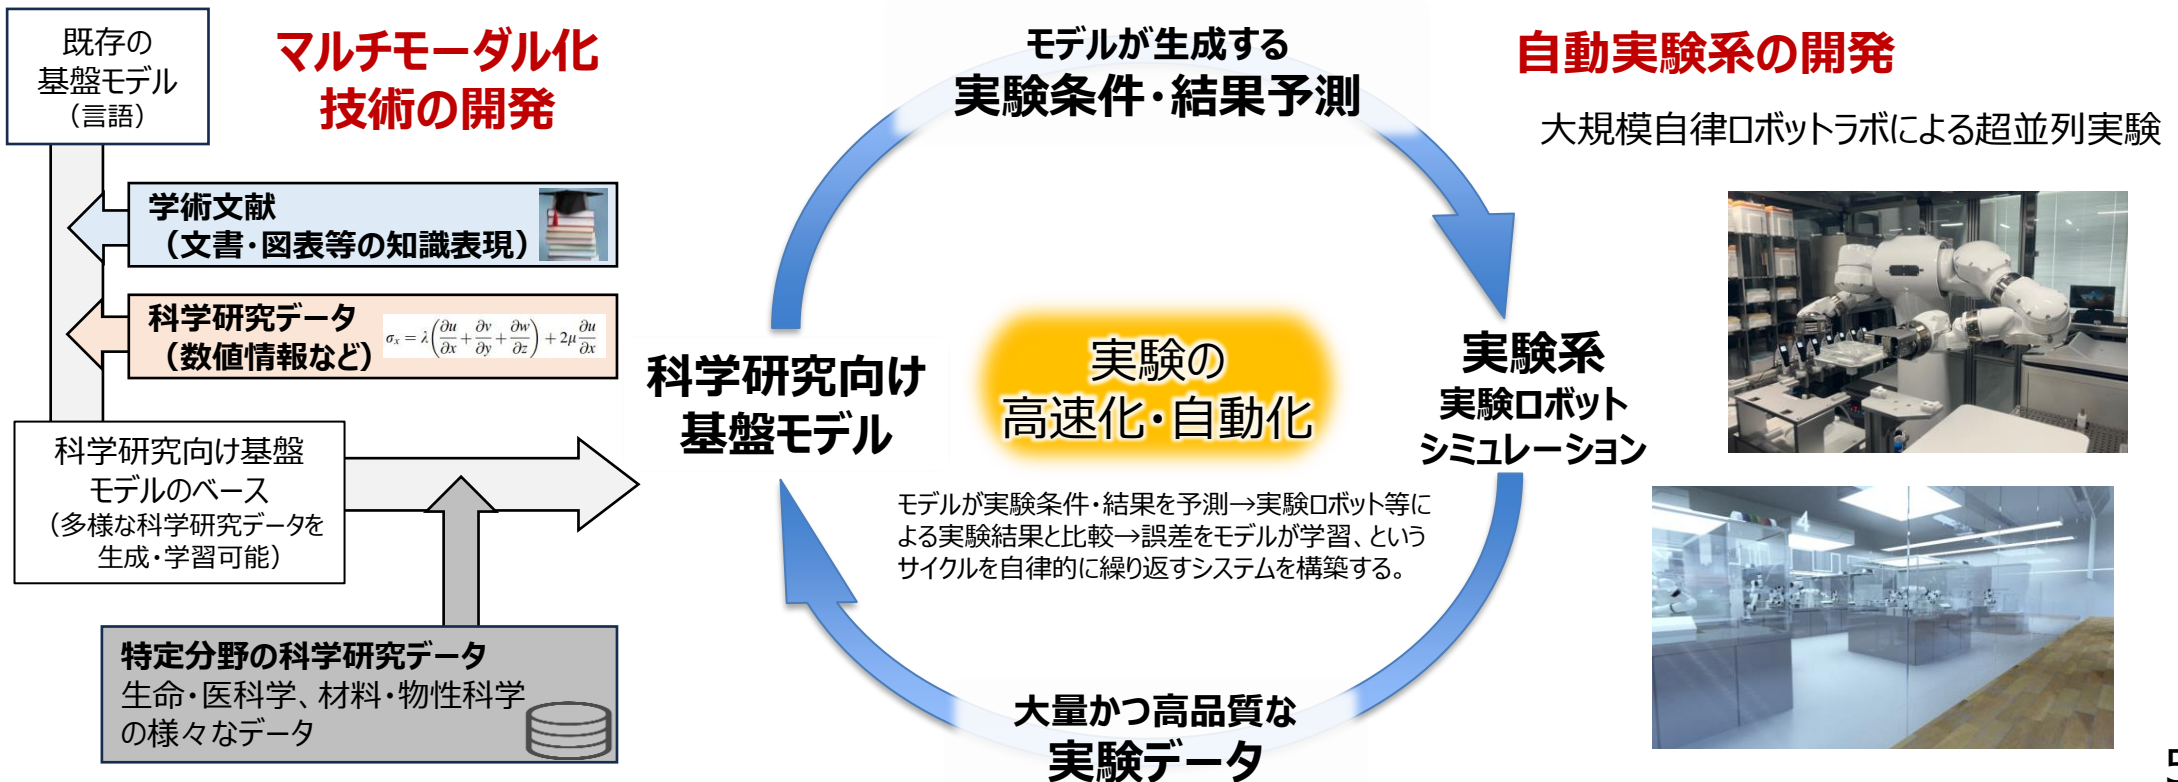 既存の
基盤モデル
（言語）
マルチモーダル化
技術の開発
学術文献
（文書・図表等の知識表現）
科学研究データ
（数値情報など）
σx = λ(∂u/∂x + ∂v/∂y + ∂w/∂z) + 2μ ∂u/∂x
科学研究向け基盤
モデルのベース
（多様な科学研究データを
生成・学習可能）
特定分野の科学研究データ
生命・医科学、材料・物性科学
の様々なデータ
モデルが生成する
実験条件・結果予測
科学研究向け
基盤モデル
実験の
高速化・自動化
実験系
実験ロボット
シミュレーション
モデルが実験条件・結果を予測→実験ロボット等に
よる実験結果と比較→誤差をモデルが学習、という
サイクルを自律的に繰り返すシステムを構築する。
大量かつ高品質な
実験データ
自動実験系の開発
大規模自律ロボットラボによる超並列実験